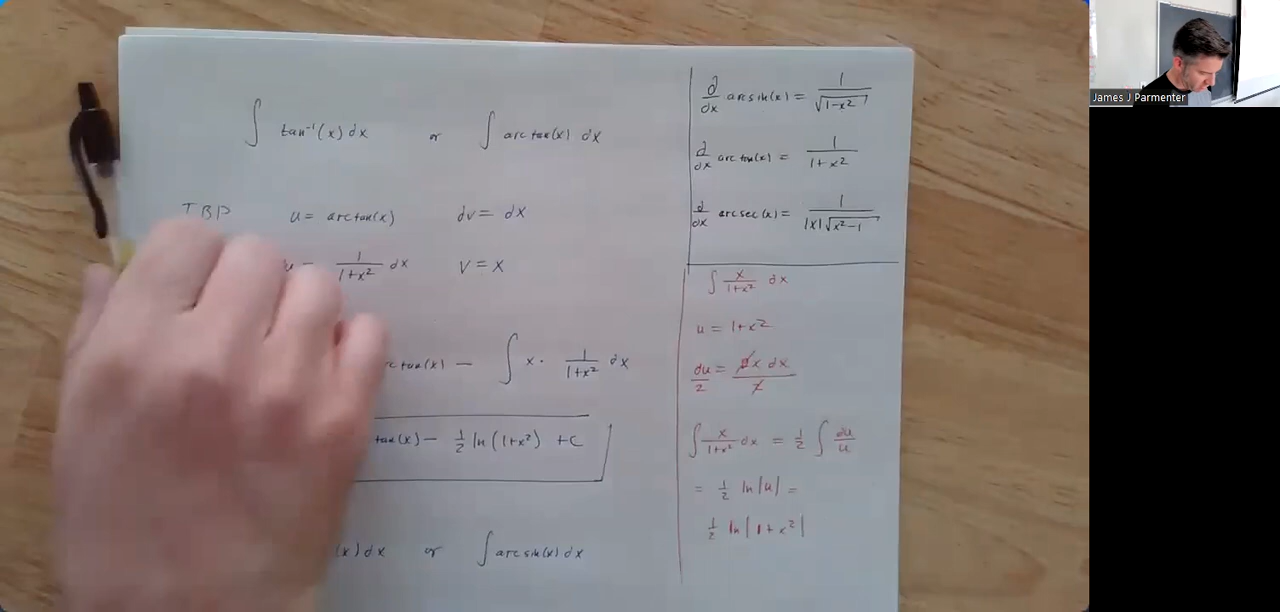 ∫ tan⁻¹(x) dx or ∫ arctan(x) dx
IBP u = arctan(x) dv = dx
du = 1/(1+x²) dx v = x
arctan(x) − ∫ x · 1/(1+x²) dx
tan(x) − ½ ln(1+x²) + C
(x) dx or ∫ arcsin(x) dx
d/dx arcsin(x) = 1/√(1−x²)
d/dx arctan(x) = 1/(1+x²)
d/dx arcsec(x) = 1/(|x|√(x²−1))
∫ x/(1+x²) dx
u = 1+x²
du/2 = 2x dx/2
∫ x/(1+x²) dx = ½ ∫ du/u
= ½ ln|u| =
½ ln|1+x²|
James J Parmenter